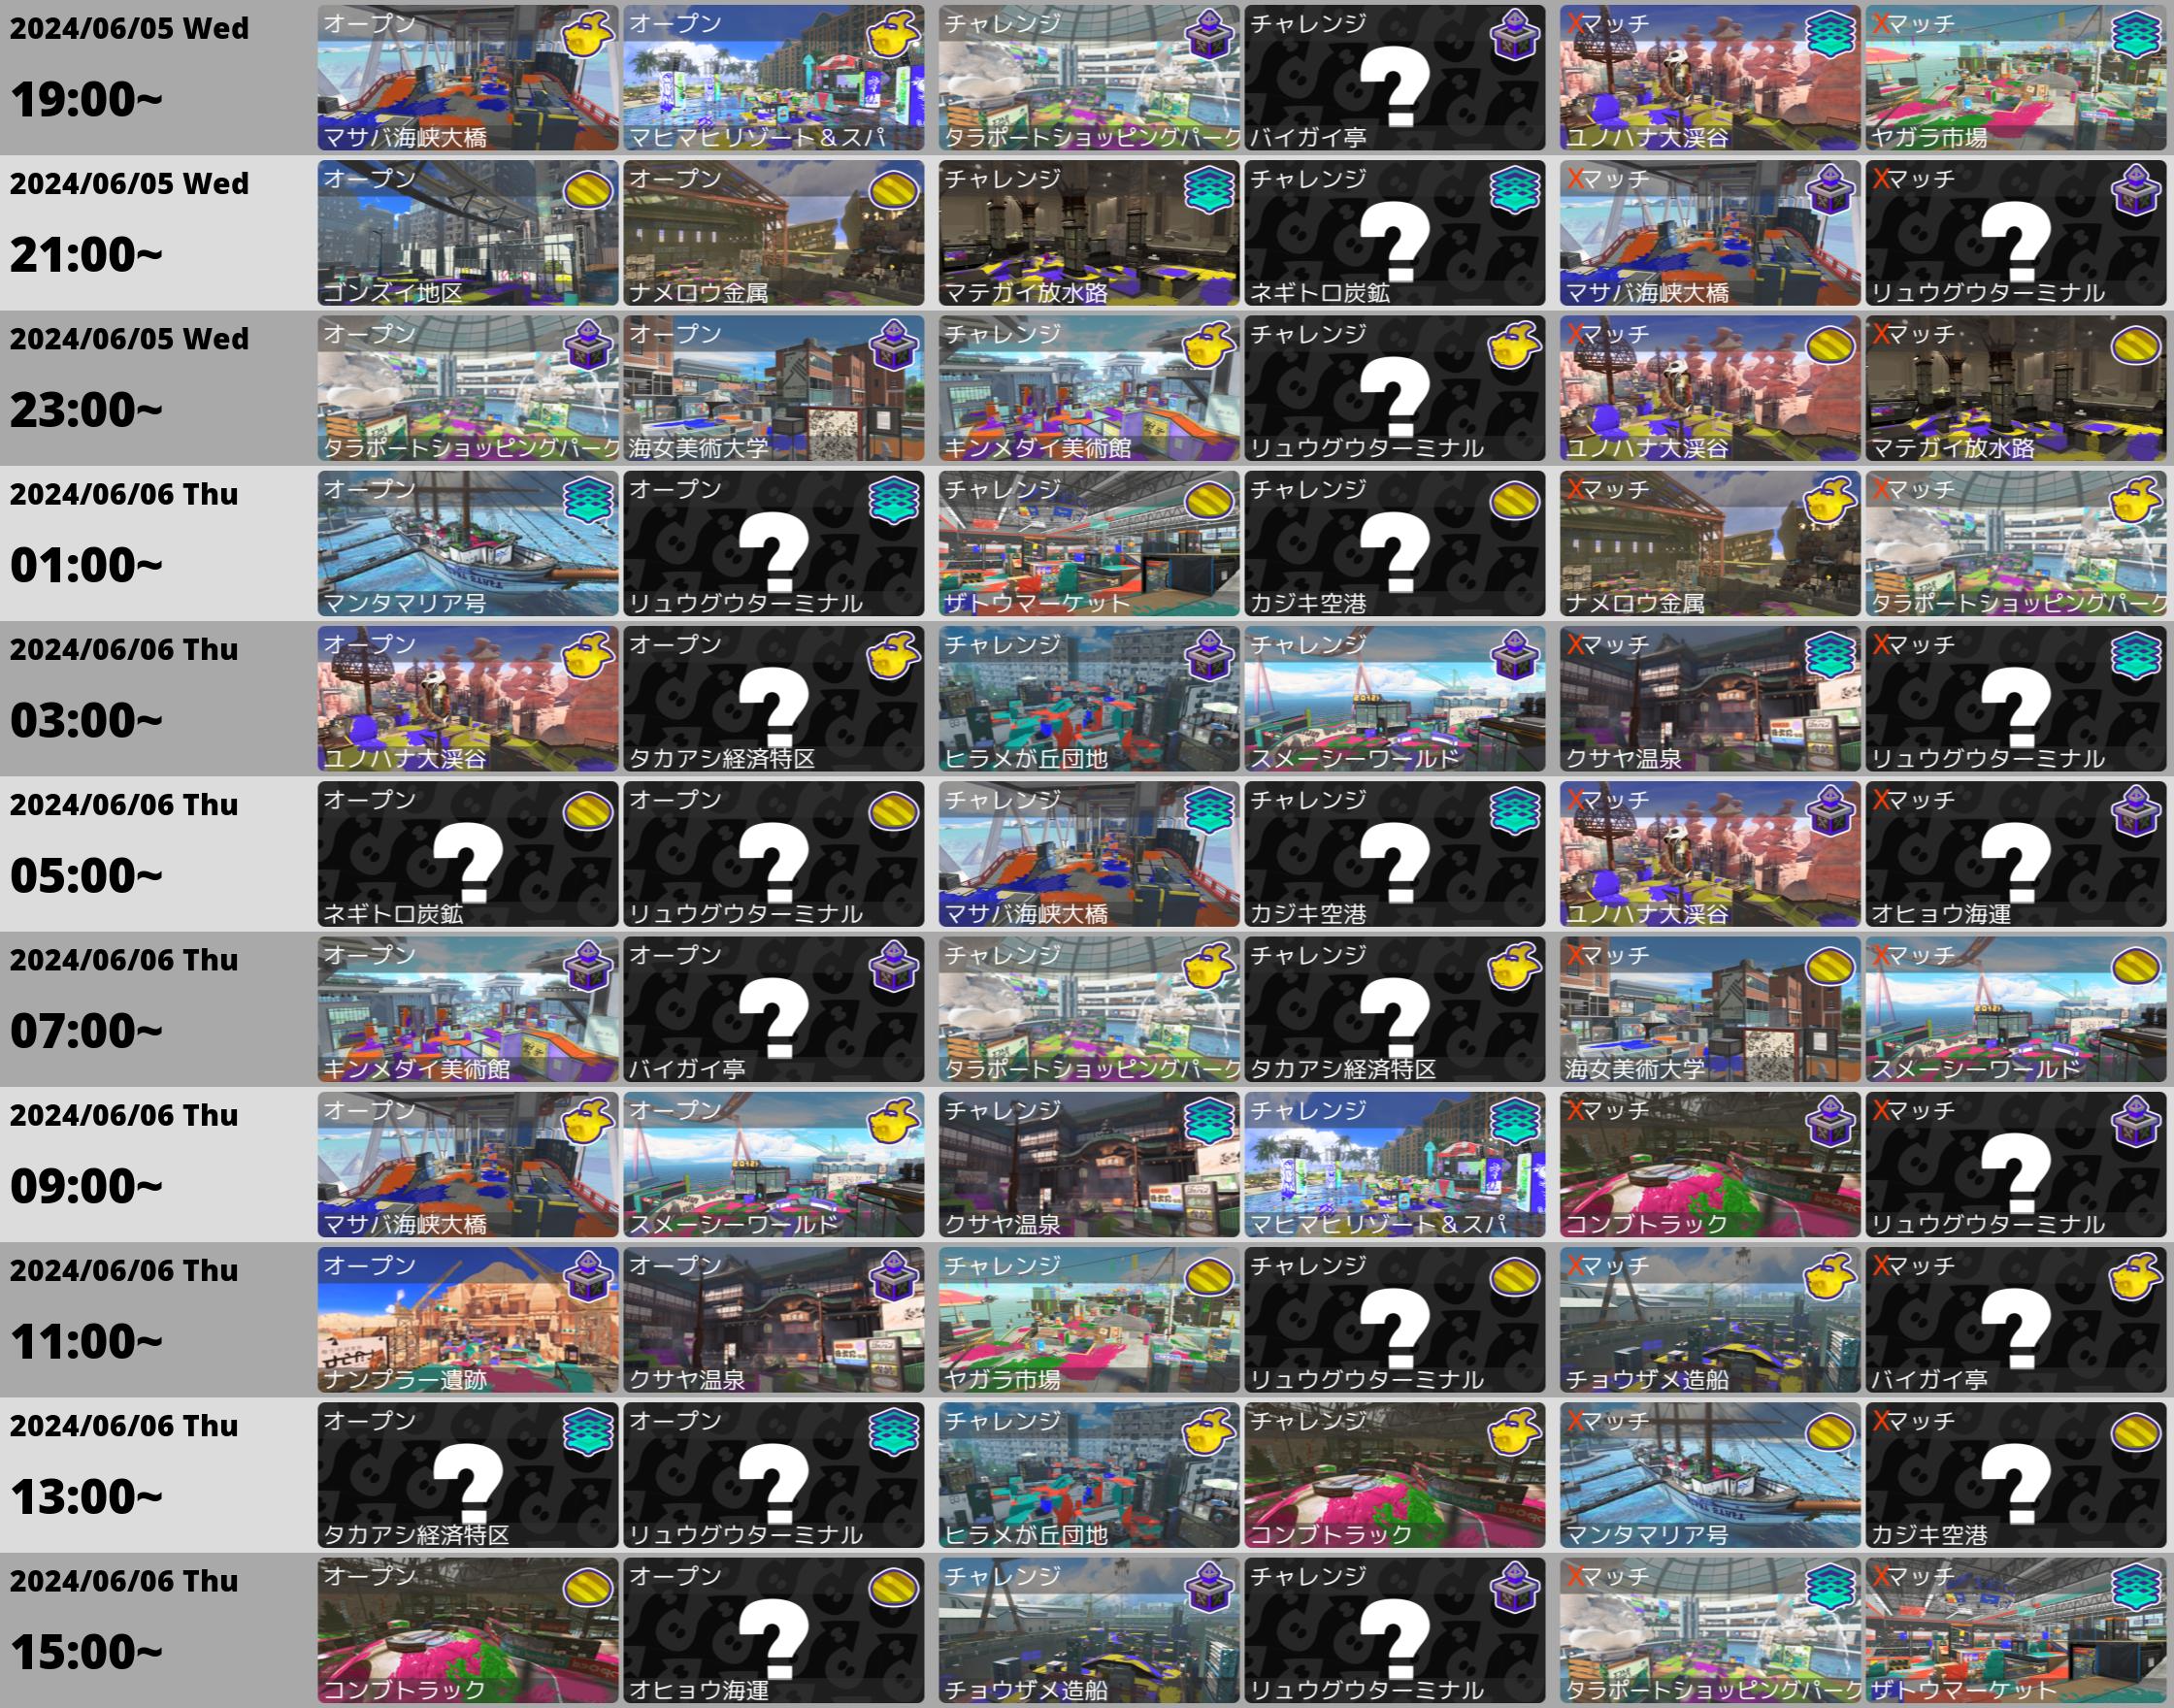 2024/06/05 Wed
19:00~
オープン
マサバ海峡大橋
オープン
マヒマヒリゾート＆スパ
チャレンジ
タラポートショッピングパーク
チャレンジ
バイガイ亭
Xマッチ
ユノハナ大渓谷
Xマッチ
ヤガラ市場
2024/06/05 Wed
21:00~
オープン
ゴンズイ地区
オープン
ナメロウ金属
チャレンジ
マテガイ放水路
チャレンジ
ネギトロ炭鉱
Xマッチ
マサバ海峡大橋
Xマッチ
リュウグウターミナル
2024/06/05 Wed
23:00~
オープン
タラポートショッピングパーク
オープン
海女美術大学
チャレンジ
キンメダイ美術館
チャレンジ
リュウグウターミナル
Xマッチ
ユノハナ大渓谷
Xマッチ
マテガイ放水路
2024/06/06 Thu
01:00~
オープン
マンタマリア号
オープン
リュウグウターミナル
チャレンジ
ザトウマーケット
チャレンジ
カジキ空港
Xマッチ
ナメロウ金属
Xマッチ
タラポートショッピングパーク
2024/06/06 Thu
03:00~
オープン
ユノハナ大渓谷
オープン
タカアシ経済特区
チャレンジ
ヒラメが丘団地
チャレンジ
スメーシーワールド
Xマッチ
クサヤ温泉
Xマッチ
リュウグウターミナル
2024/06/06 Thu
05:00~
オープン
ネギトロ炭鉱
オープン
リュウグウターミナル
チャレンジ
マサバ海峡大橋
チャレンジ
カジキ空港
Xマッチ
ユノハナ大渓谷
Xマッチ
オヒョウ海運
2024/06/06 Thu
07:00~
オープン
キンメダイ美術館
オープン
バイガイ亭
チャレンジ
タラポートショッピングパーク
チャレンジ
タカアシ経済特区
Xマッチ
海女美術大学
Xマッチ
スメーシーワールド
2024/06/06 Thu
09:00~
オープン
マサバ海峡大橋
オープン
スメーシーワールド
チャレンジ
クサヤ温泉
チャレンジ
マヒマヒリゾート＆スパ
Xマッチ
コンブトラック
Xマッチ
リュウグウターミナル
2024/06/06 Thu
11:00~
オープン
ナンプラー遺跡
オープン
クサヤ温泉
チャレンジ
ヤガラ市場
チャレンジ
リュウグウターミナル
Xマッチ
チョウザメ造船
Xマッチ
バイガイ亭
2024/06/06 Thu
13:00~
オープン
タカアシ経済特区
オープン
リュウグウターミナル
チャレンジ
ヒラメが丘団地
チャレンジ
コンブトラック
Xマッチ
マンタマリア号
Xマッチ
カジキ空港
2024/06/06 Thu
15:00~
オープン
コンブトラック
オープン
オヒョウ海運
チャレンジ
チョウザメ造船
チャレンジ
リュウグウターミナル
Xマッチ
タラポートショッピングパーク
Xマッチ
ザトウマーケット